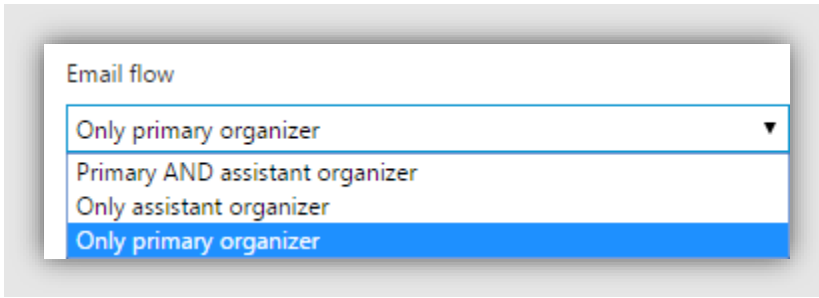 Email flow
Only primary organizer
Primary AND assistant organizer
Only assistant organizer
Only primary organizer